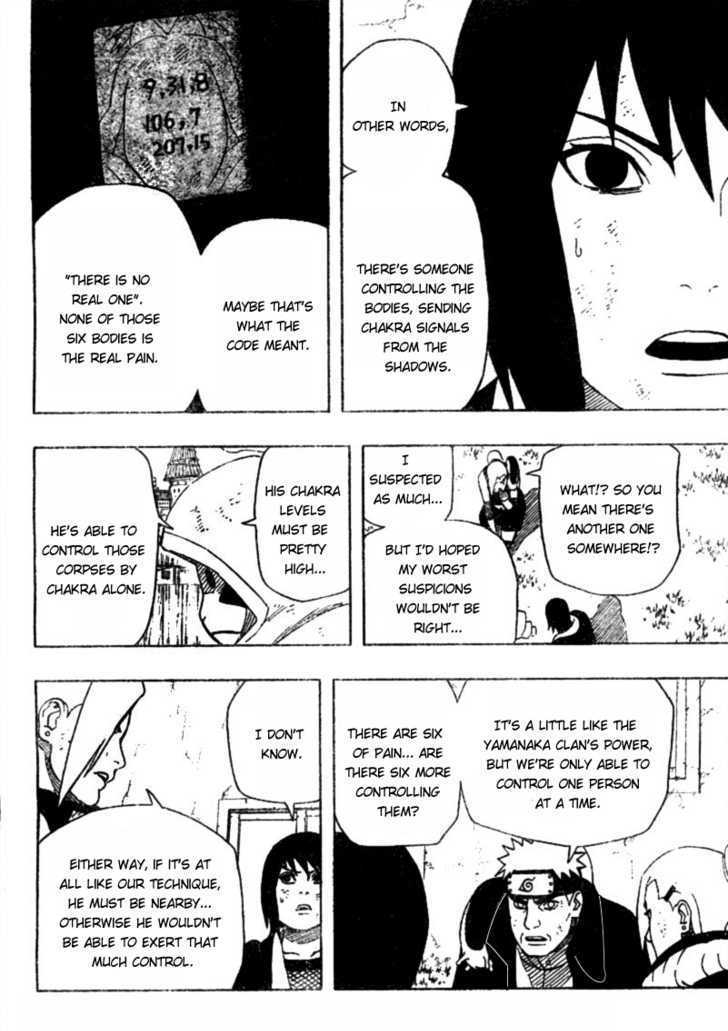 IN
OTHER WORDS,
THERE'S SOMEONE
CONTROLLING THE
BODIES, SENDING
CHAKRA SIGNALS
FROM THE
SHADOWS.
9,31,8
106,7
207,15
MAYBE THAT'S
WHAT THE
CODE MEANT.
"THERE IS NO
REAL ONE".
NONE OF THOSE
SIX BODIES IS
THE REAL PAIN.
WHAT!? SO YOU
MEAN THERE'S
ANOTHER ONE
SOMEWHERE!?
I
SUSPECTED
AS MUCH...
BUT I'D HOPED
MY WORST
SUSPICIONS
WOULDN'T BE
RIGHT...
HIS CHAKRA
LEVELS
MUST BE
PRETTY
HIGH...
HE'S ABLE TO
CONTROL THOSE
CORPSES BY
CHAKRA ALONE.
IT'S A LITTLE LIKE THE
YAMANAKA CLAN'S POWER,
BUT WE'RE ONLY ABLE TO
CONTROL ONE PERSON
AT A TIME.
THERE ARE SIX
OF PAIN... ARE
THERE SIX MORE
CONTROLLING
THEM?
I DON'T
KNOW.
EITHER WAY, IF IT'S AT
ALL LIKE OUR TECHNIQUE,
HE MUST BE NEARBY...
OTHERWISE HE WOULDN'T
BE ABLE TO EXERT THAT
MUCH CONTROL.